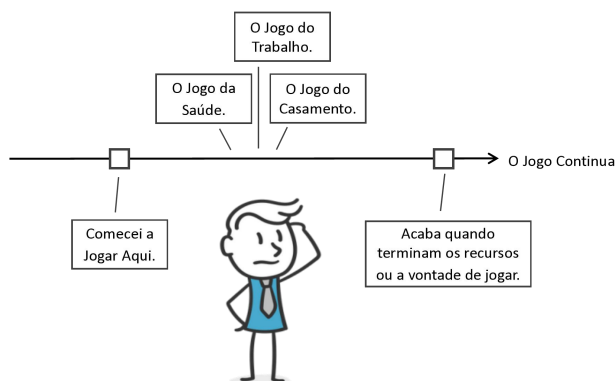 O Jogo do
Trabalho.
O Jogo da
Saúde.
O Jogo do
Casamento.
O Jogo Continua
Comecei a
Jogar Aqui.
Acaba quando
terminam os recursos
ou a vontade de jogar.